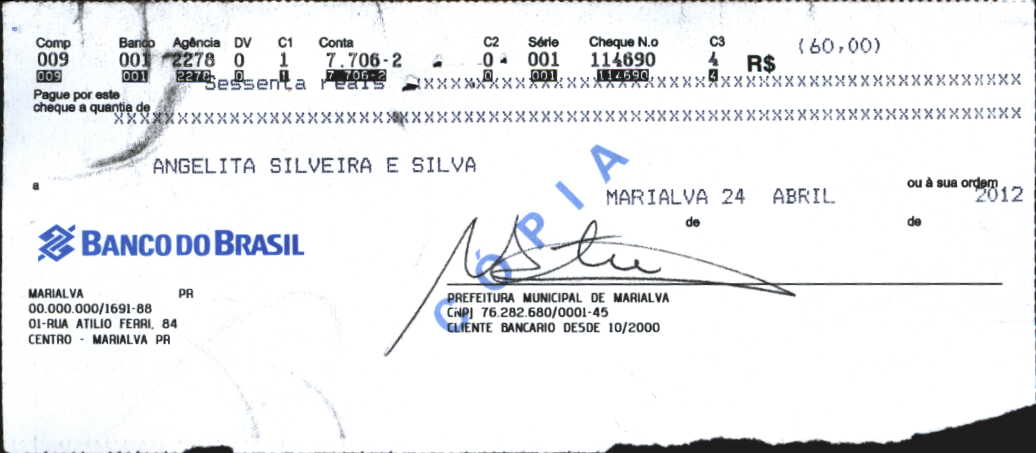 Comp Banco Agência DV C1 Conta C2 Série Cheque N.o C3
009 001 2278 0 1 7.706-2 0 001 114690 4 R$ (60,00)
009 001 2278 0 1 7.706-2 0 001 114690 4
Pague por este Sessenta reais xxxxxxxxxxxxxxxxxxxxxxxxxxxxxxxxxxxxxxxxxxxxxxxxxxxx
cheque a quantia de xxxxxxxxxxxxxxxxxxxxxxxxxxxxxxxxxxxxxxxxxxxxxxxxxxxxxxxxxxxxxxxxxxxxxxxxxxxxx
ANGELITA SILVEIRA E SILVA
a ou à sua ordem
MARIALVA 24 ABRIL 2012
de de
CÓPIA
BANCO DO BRASIL
MARIALVA PR
00.000.000/1691-88
01-RUA ATILIO FERRI, 84
CENTRO - MARIALVA PR
PREFEITURA MUNICIPAL DE MARIALVA
CNPJ 76.282.680/0001-45
CLIENTE BANCARIO DESDE 10/2000